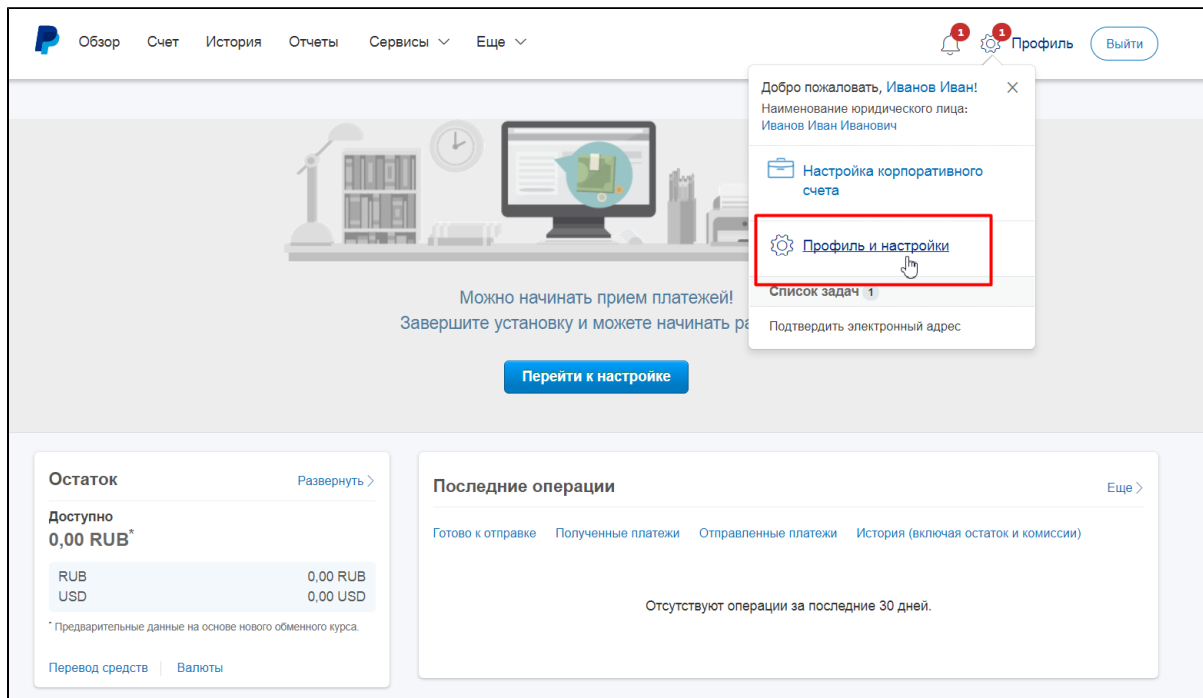 Обзор Счет История Отчеты Сервисы Еще 1 1 Профиль Выйти
Добро пожаловать, Иванов Иван!
Наименование юридического лица:
Иванов Иван Иванович
Настройка корпоративного
счета
Профиль и настройки
Список задач 1
Подтвердить электронный адрес
Можно начинать прием платежей!
Завершите установку и можете начинать
Перейти к настройке
Остаток Развернуть
Доступно
0,00 RUB*
RUB 0,00 RUB
USD 0,00 USD
* Предварительные данные на основе нового обменного курса.
Перевод средств Валюты
Последние операции Еще
Готово к отправке Полученные платежи Отправленные платежи История (включая остаток и комиссии)
Отсутствуют операции за последние 30 дней.